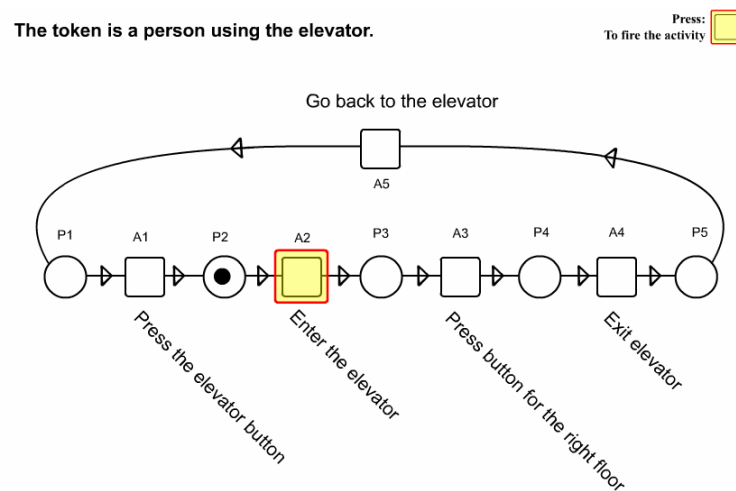 The token is a person using the elevator.
Press:
To fire the activity
Go back to the elevator
A5
P1
A1
P2
A2
P3
A3
P4
A4
P5
Press the elevator button
Enter the elevator
Press button for the right floor
Exit elevator